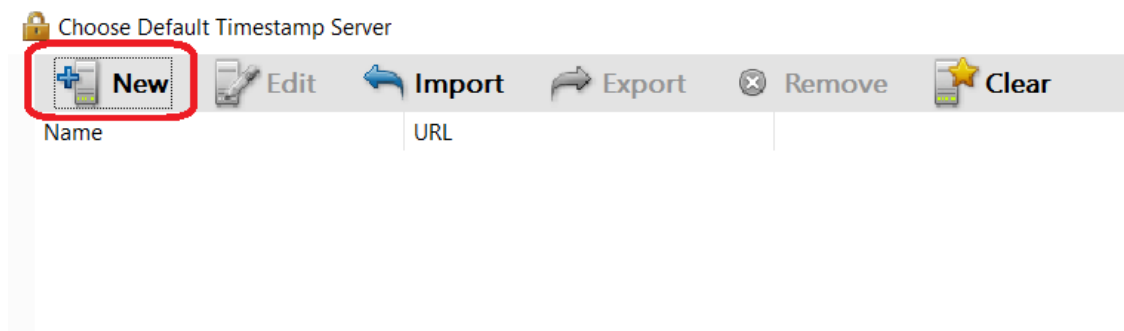 Choose Default Timestamp Server
New Edit Import Export Remove Clear
Name URL